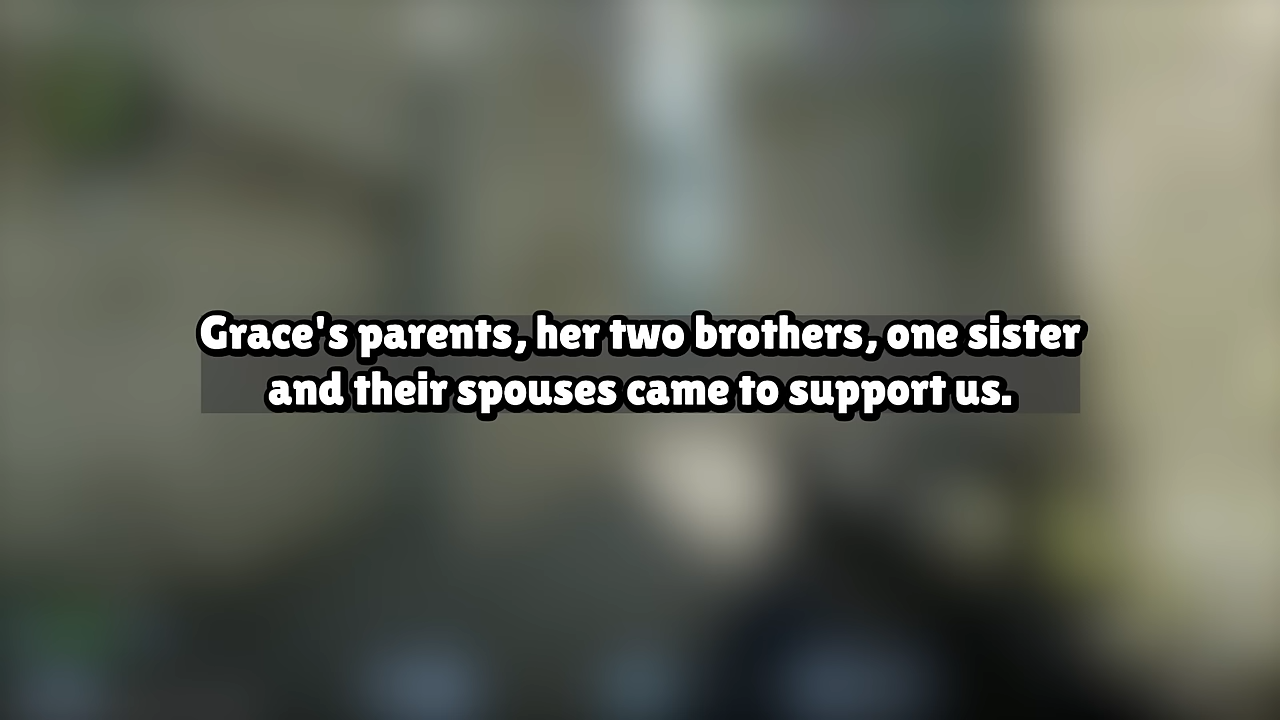 Grace's parents, her two brothers, one sister
and their spouses came to support us.